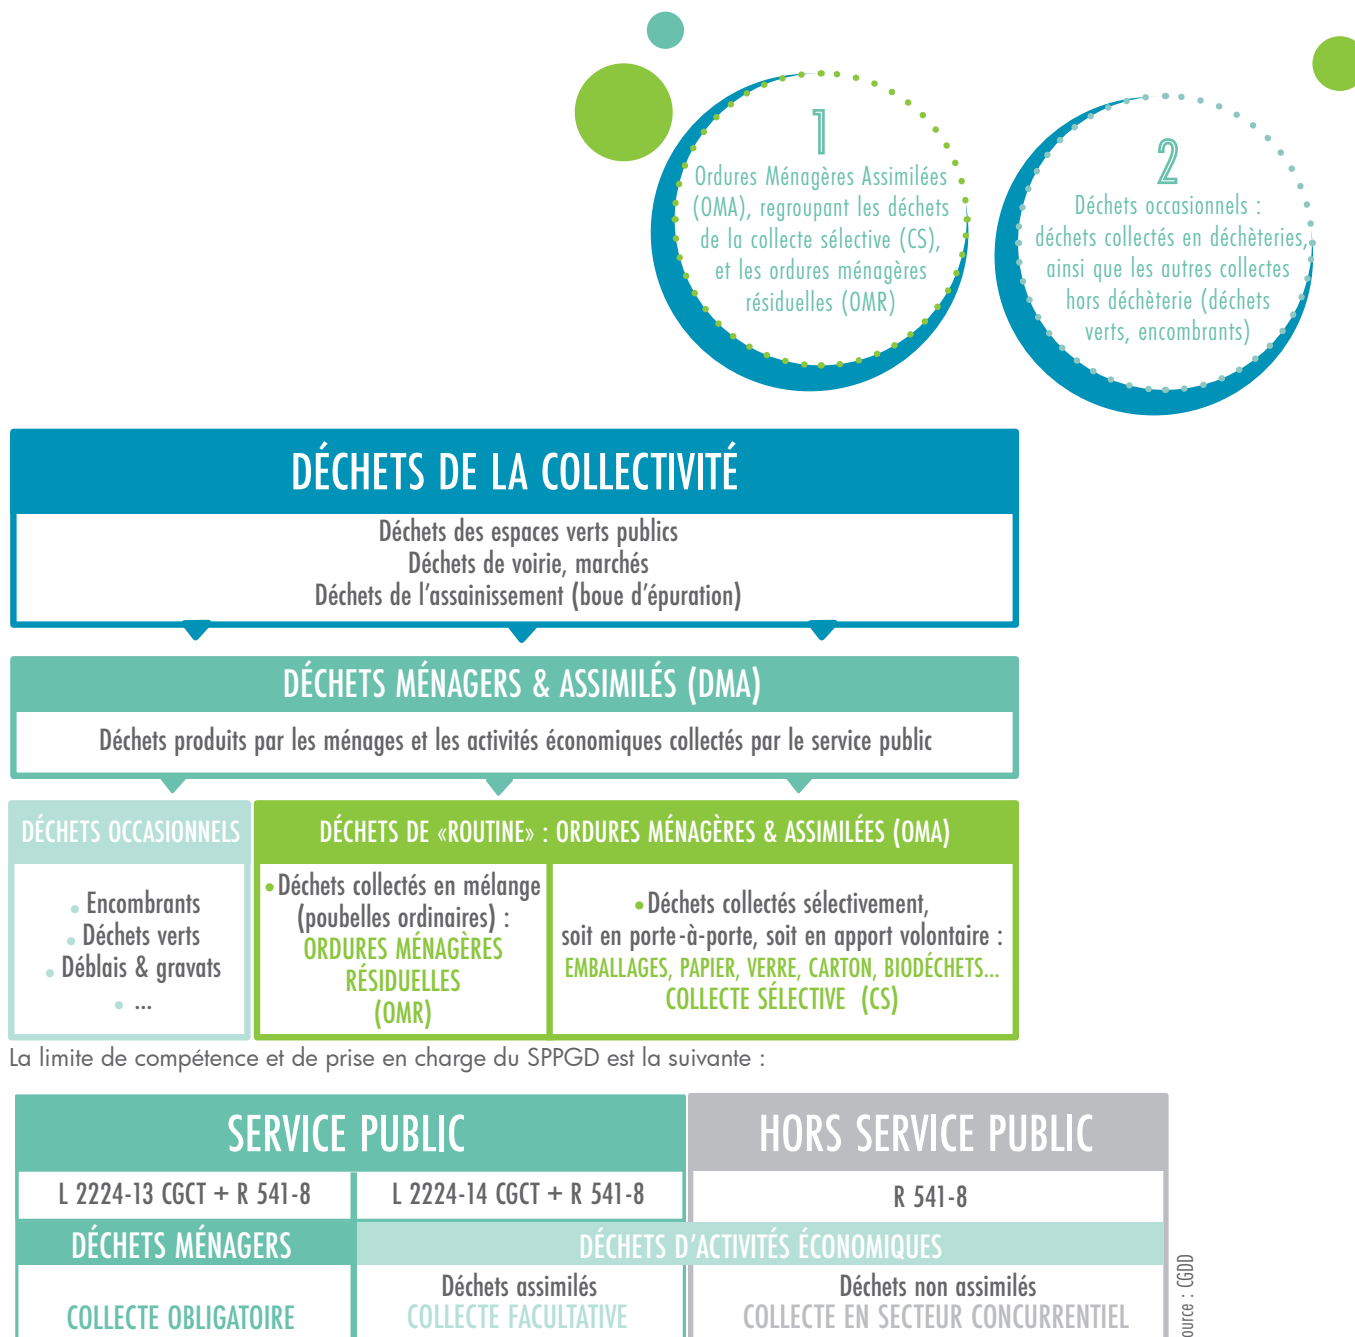 1
Ordures Ménagères Assimilées
(OMA), regroupant les déchets
de la collecte sélective (CS),
et les ordures ménagères
résiduelles (OMR)
2
Déchets occasionnels :
déchets collectés en déchèteries,
ainsi que les autres collectes
hors déchèterie (déchets
verts, encombrants)
DÉCHETS DE LA COLLECTIVITÉ
Déchets des espaces verts publics
Déchets de voirie, marchés
Déchets de l'assainissement (boue d'épuration)
DÉCHETS MÉNAGERS & ASSIMILÉS (DMA)
Déchets produits par les ménages et les activités économiques collectés par le service public
DÉCHETS OCCASIONNELS
• Encombrants
• Déchets verts
• Déblais & gravats
• ...
DÉCHETS DE «ROUTINE» : ORDURES MÉNAGÈRES & ASSIMILÉES (OMA)
• Déchets collectés en mélange
(poubelles ordinaires) :
ORDURES MÉNAGÈRES
RÉSIDUELLES
(OMR)
• Déchets collectés sélectivement,
soit en porte-à-porte, soit en apport volontaire :
EMBALLAGES, PAPIER, VERRE, CARTON, BIODÉCHETS...
COLLECTE SÉLECTIVE (CS)
La limite de compétence et de prise en charge du SPPGD est la suivante :
SERVICE PUBLIC
HORS SERVICE PUBLIC
L 2224-13 CGCT + R 541-8
L 2224-14 CGCT + R 541-8
R 541-8
DÉCHETS MÉNAGERS
DÉCHETS D'ACTIVITÉS ÉCONOMIQUES
COLLECTE OBLIGATOIRE
Déchets assimilés
COLLECTE FACULTATIVE
Déchets non assimilés
COLLECTE EN SECTEUR CONCURRENTIEL
ource : CGDD